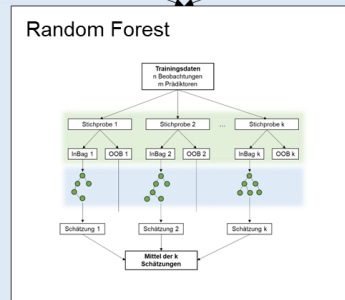 Random Forest
Trainingsdaten
n Beobachtungen
m Prädiktoren
Stichprobe 1 Stichprobe 2 ... Stichprobe k
InBag 1 OOB 1 InBag 2 OOB 2 InBag k OOB k
Schätzung 1 Schätzung 2 Schätzung k
Mittel der k
Schätzungen